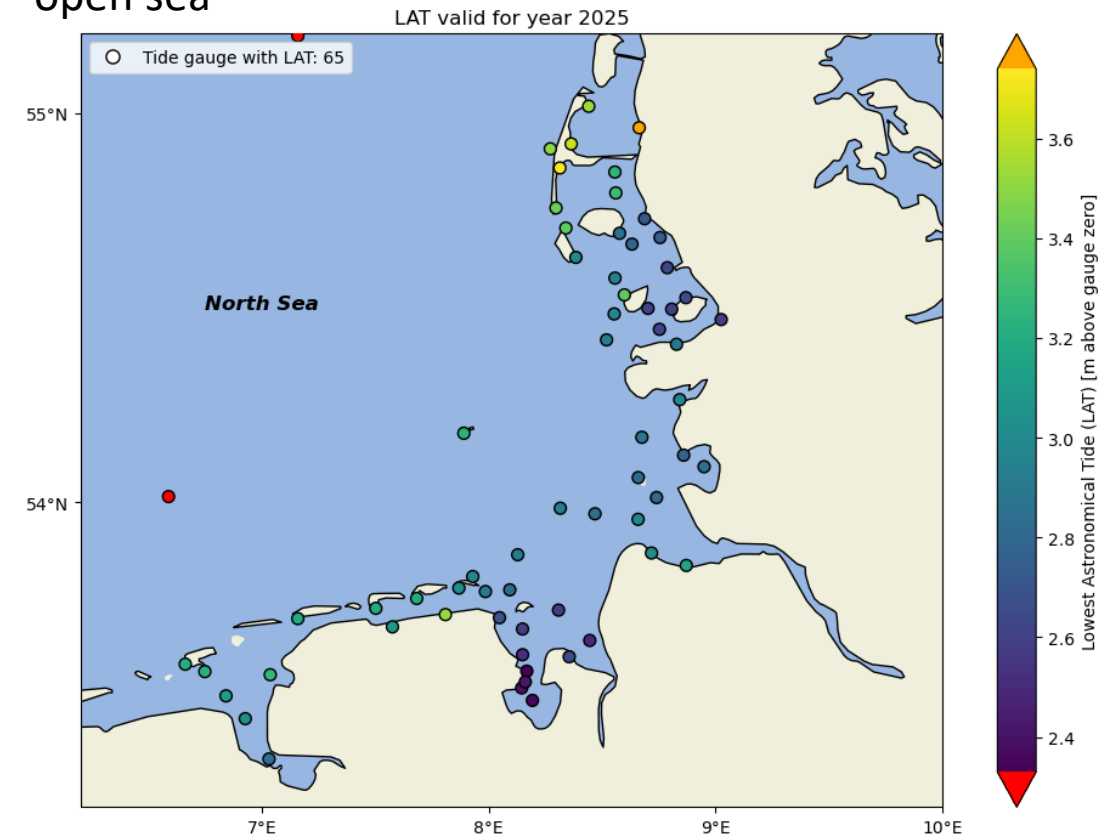 open sea
LAT valid for year 2025
Tide gauge with LAT: 65
55°N
North Sea
54°N
7°E 8°E 9°E 10°E
3.6
3.4
3.2
3.0
2.8
2.6
2.4
Lowest Astronomical Tide (LAT) [m above gauge zero]